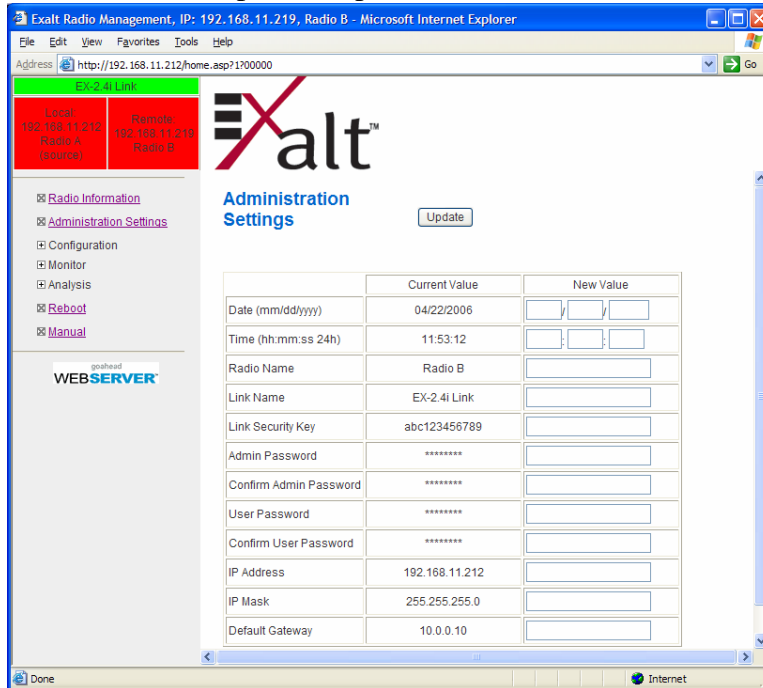 Exalt Radio Management, IP: 192.168.11.219, Radio B - Microsoft Internet Explorer
File Edit View Favorites Tools Help
Address http://192.168.11.212/home.asp?1?00000 Go
EX-2.4i Link
Local:
192.168.11.212
Radio A
(source)
Remote:
192.168.11.219
Radio B
Exalt™
Radio Information
Administration Settings
Configuration
Monitor
Analysis
Reboot
Manual
goahead
WEBSERVER
Administration
Settings
Update
Current Value New Value
Date (mm/dd/yyyy) 04/22/2006 / /
Time (hh:mm:ss 24h) 11:53:12 : :
Radio Name Radio B
Link Name EX-2.4i Link
Link Security Key abc123456789
Admin Password ********
Confirm Admin Password ********
User Password ********
Confirm User Password ********
IP Address 192.168.11.212
IP Mask 255.255.255.0
Default Gateway 10.0.0.10
Done Internet